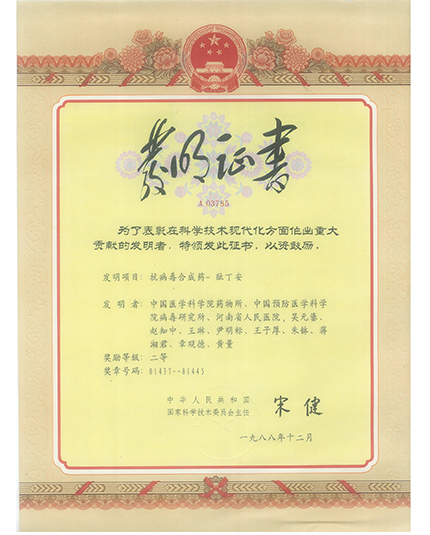 发明证书
A 03785
为了表彰在科学技术现代化方面作出重大
贡献的发明者，特颁发此证书，以资鼓励。
发明项目：抗病毒合成药-酞丁安
发 明 者：中国医学科学院药物所、中国预防医学科学
院病毒研究所、河南省人民医院，吴元鎏、
赵知中、王琳、尹明标、王子厚、朱 、蒋
湘君、章观德、黄量
奖励等级：二等
奖章号码：01437--01445
中华人民共和国
国家科学技术委员会主任
宋健
一九八八年十二月